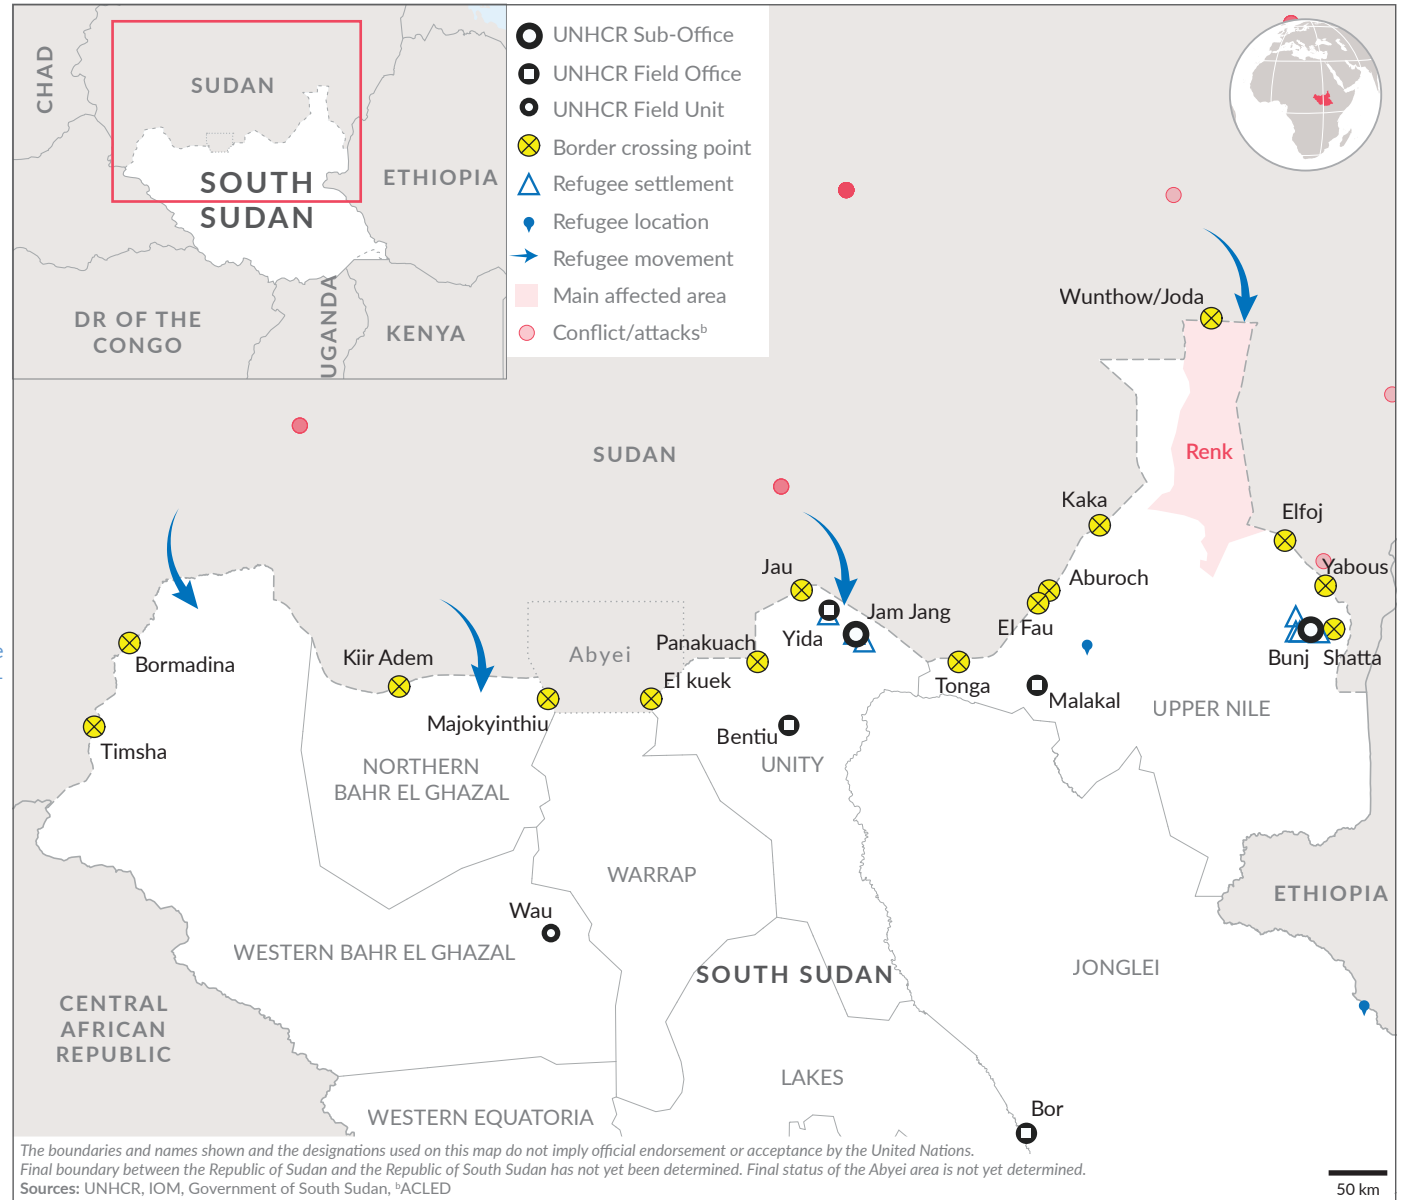 CHAD
SUDAN
SOUTH
SUDAN
ETHIOPIA
DR OF THE
CONGO
UGANDA
KENYA
UNHCR Sub-Office
UNHCR Field Office
UNHCR Field Unit
Border crossing point
Refugee settlement
Refugee location
Refugee movement
Main affected area
Conflict/attacksᵇ
Wunthow/Joda
Renk
SUDAN
Kaka
Elfoj
Jau
Aburoch
Yabous
Jam Jang
Yida
El Fau
Abyei
Panakuach
Bormadina
Kiir Adem
El kuek
Tonga
Bunj
Shatta
Malakal
UPPER NILE
Majokyinthiu
Timsha
Bentiu
UNITY
NORTHERN
BAHR EL GHAZAL
WARRAP
ETHIOPIA
Wau
WESTERN BAHR EL GHAZAL
SOUTH SUDAN
JONGLEI
CENTRAL
AFRICAN
REPUBLIC
LAKES
WESTERN EQUATORIA
Bor
The boundaries and names shown and the designations used on this map do not imply official endorsement or acceptance by the United Nations.
Final boundary between the Republic of Sudan and the Republic of South Sudan has not yet been determined. Final status of the Abyei area is not yet determined.
Sources: UNHCR, IOM, Government of South Sudan, ᵇACLED
50 km